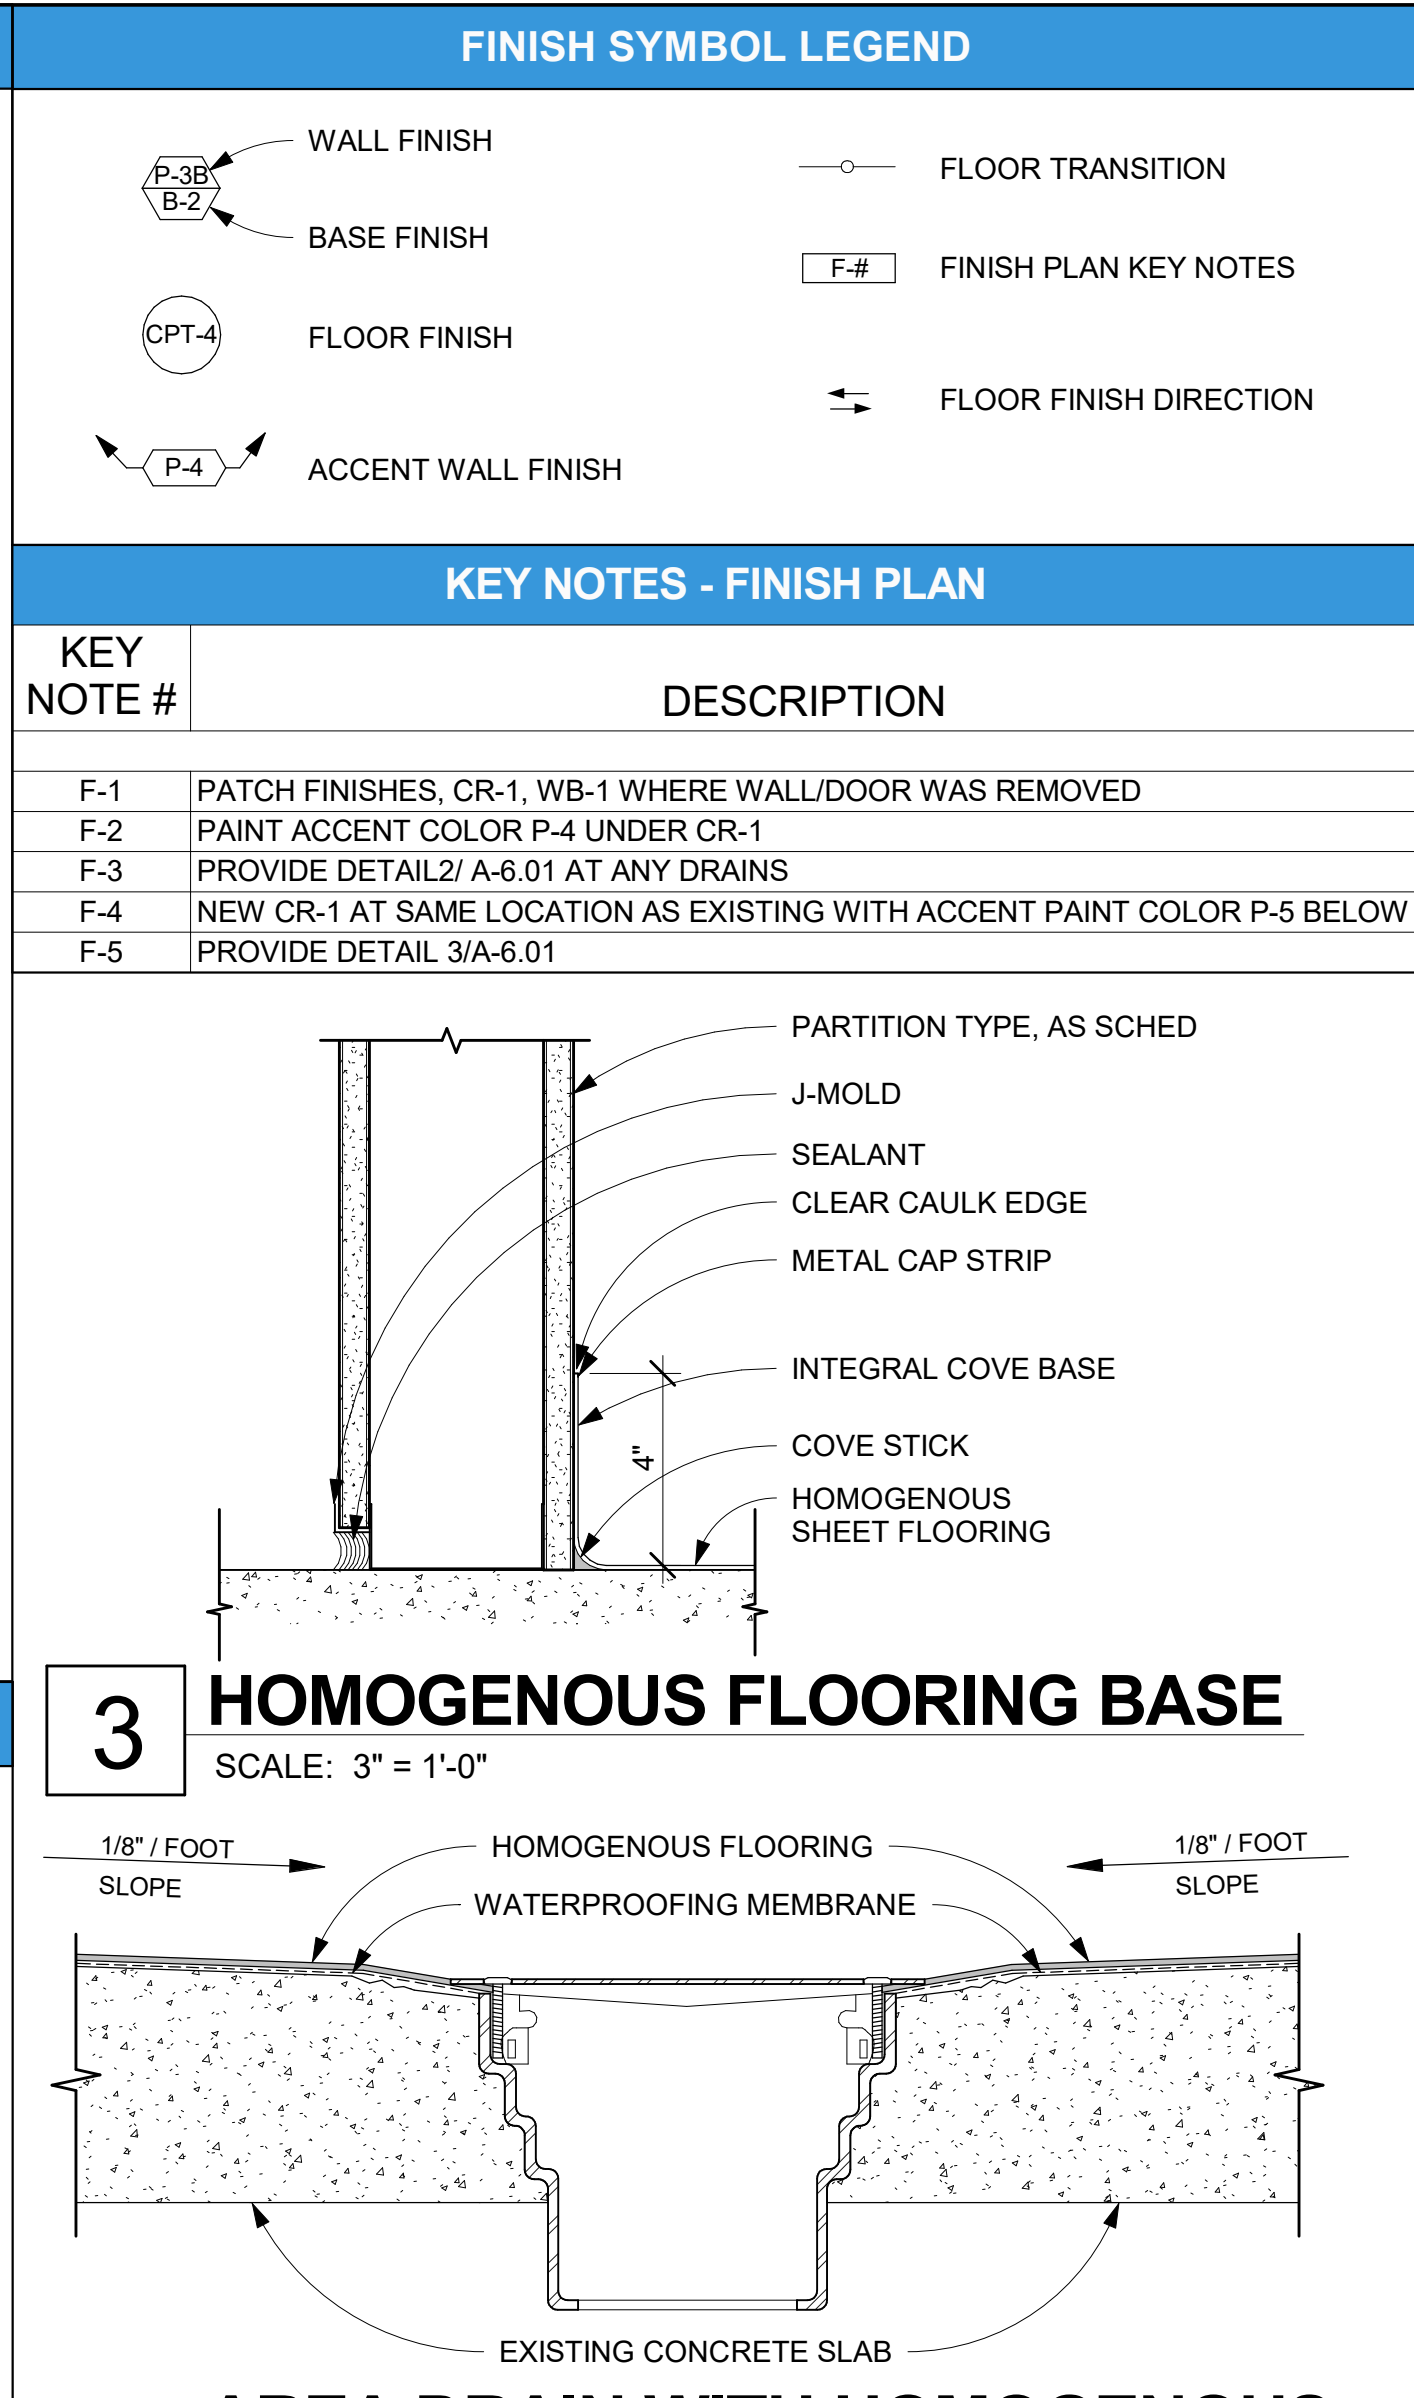 FINISH SYMBOL LEGEND
P-3B
B-2
WALL FINISH
BASE FINISH
CPT-4
FLOOR FINISH
P-4
ACCENT WALL FINISH
FLOOR TRANSITION
F-#
FINISH PLAN KEY NOTES
FLOOR FINISH DIRECTION
KEY NOTES - FINISH PLAN
KEY
NOTE #
DESCRIPTION
F-1 PATCH FINISHES, CR-1, WB-1 WHERE WALL/DOOR WAS REMOVED
F-2 PAINT ACCENT COLOR P-4 UNDER CR-1
F-3 PROVIDE DETAIL2/ A-6.01 AT ANY DRAINS
F-4 NEW CR-1 AT SAME LOCATION AS EXISTING WITH ACCENT PAINT COLOR P-5 BELOW
F-5 PROVIDE DETAIL 3/A-6.01
PARTITION TYPE, AS SCHED
J-MOLD
SEALANT
CLEAR CAULK EDGE
METAL CAP STRIP
INTEGRAL COVE BASE
4"
COVE STICK
HOMOGENOUS
SHEET FLOORING
3
HOMOGENOUS FLOORING BASE
SCALE: 3" = 1'-0"
1/8" / FOOT
SLOPE
HOMOGENOUS FLOORING
WATERPROOFING MEMBRANE
1/8" / FOOT
SLOPE
EXISTING CONCRETE SLAB
AREA DRAIN WITH HOMOGENOUS